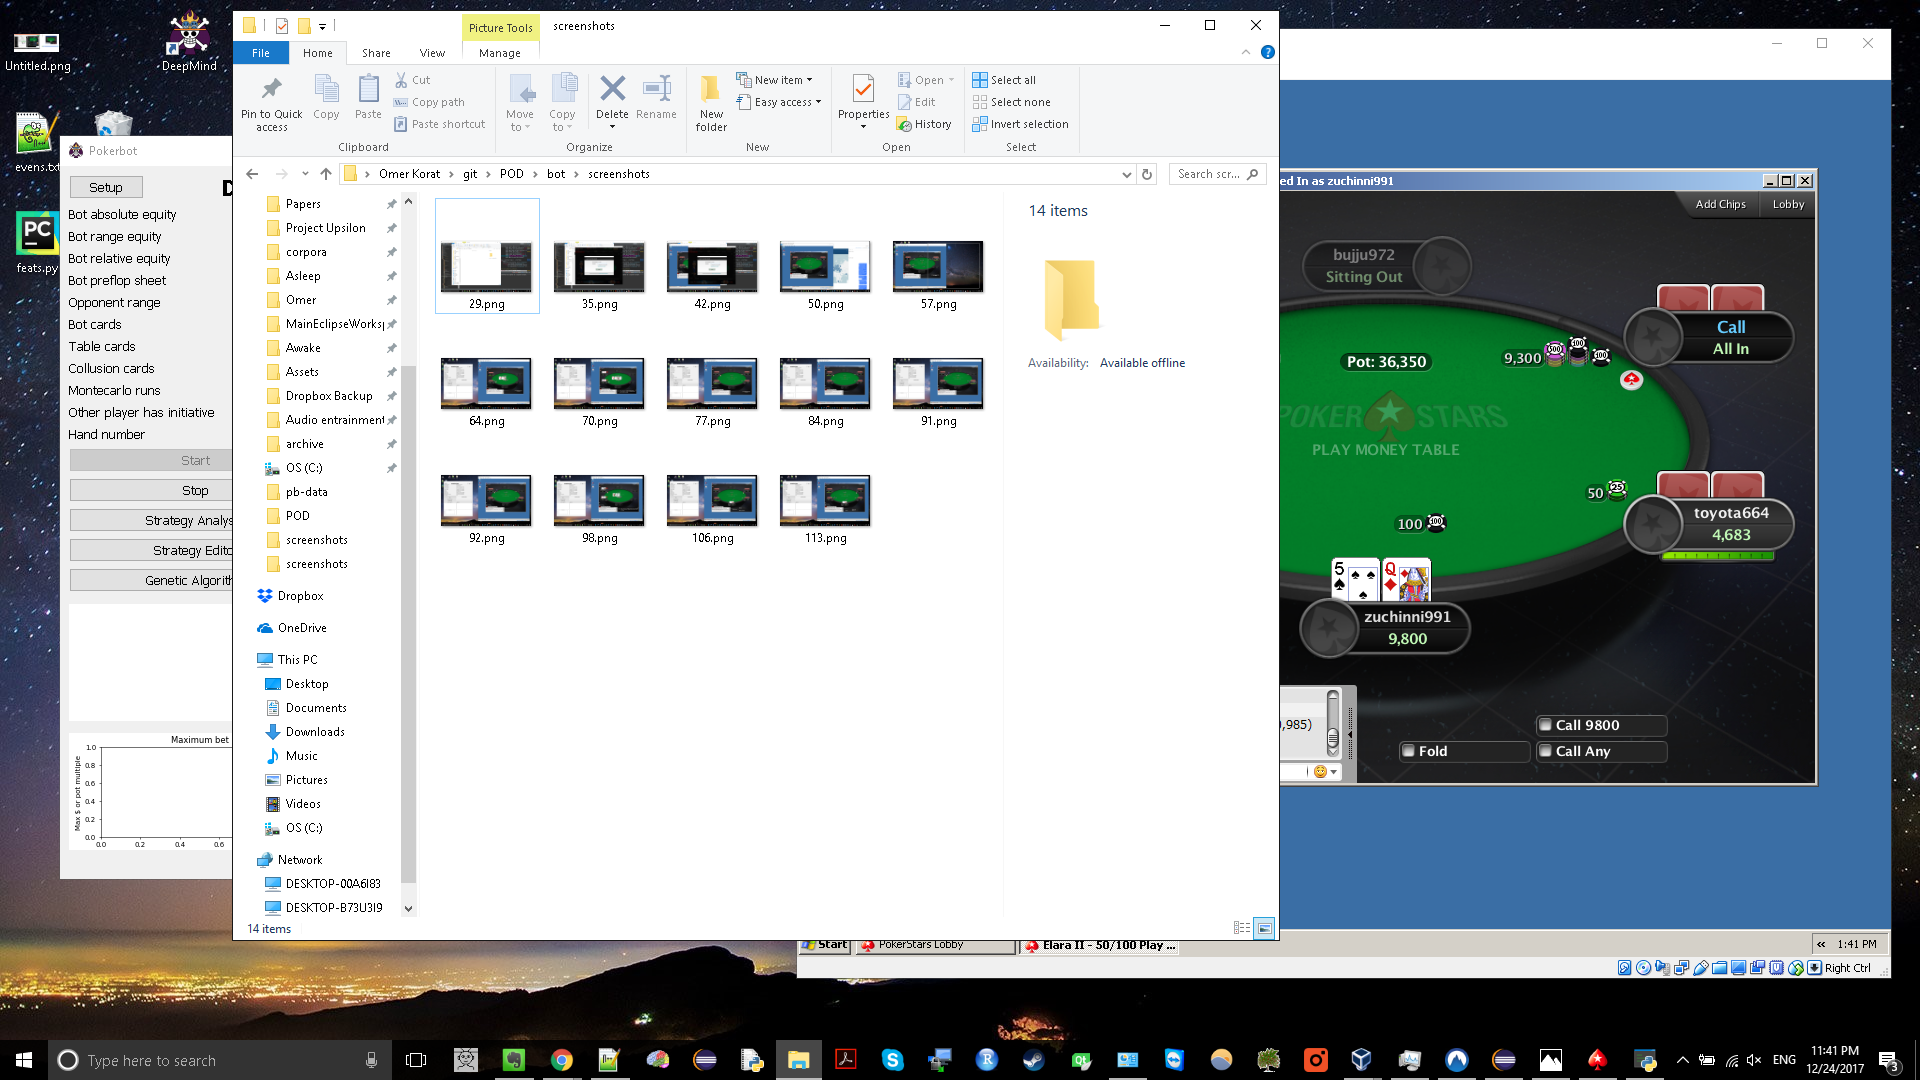 Untitled.png
DeepMind
evens.txt
feats.py
Pokerbot
Setup
D
Bot absolute equity
Bot range equity
Bot relative equity
Bot preflop sheet
Opponent range
Bot cards
Table cards
Collusion cards
Montecarlo runs
Other player has initiative
Hand number
Start
Stop
Maximum bet
Max $ or pot multiple
1.0
0.8
0.6
0.4
0.2
0.0
0.0 0.2 0.4 0.6
Picture Tools
screenshots
File Home Share View Manage
Pin to Quick access
Copy
Paste
Cut
Copy path
Paste shortcut
Clipboard
Move to
Copy to
Delete
Rename
Organize
New folder
New item
Easy access
New
Properties
Open
Edit
History
Open
Select all
Select none
Invert selection
Select
Omer Korat > git > POD > bot > screenshots
Search scr...
Papers
Project Upsilon
corpora
Asleep
Omer
Awake
Assets
Dropbox Backup
Audio entrainment
archive
OS (C:)
pb-data
POD
screenshots
screenshots
Dropbox
OneDrive
This PC
Desktop
Documents
Downloads
Music
Pictures
Videos
OS (C:)
Network
DESKTOP-00A6I83
DESKTOP-B73U3I9
29.png 35.png 42.png 50.png 57.png
64.png 70.png 77.png 84.png 91.png
92.png 98.png 106.png 113.png
14 items
Availability: Available offline
14 items
ed In as zuchinni991
Add Chips
Lobby
bujju972
Sitting Out
Call
All In
Pot: 36,350
9,300
500
100
100
POKER STARS
PLAY MONEY TABLE
50
25
toyota664
4,683
100
100
5
Q
zuchinni991
9,800
,985)
Call 9800
Fold
Call Any
Start
PokerStars Lobby
Elara II - 50/100 Play ...
« 1:41 PM
Right Ctrl
Type here to search
ENG
11:41 PM
12/24/2017
3